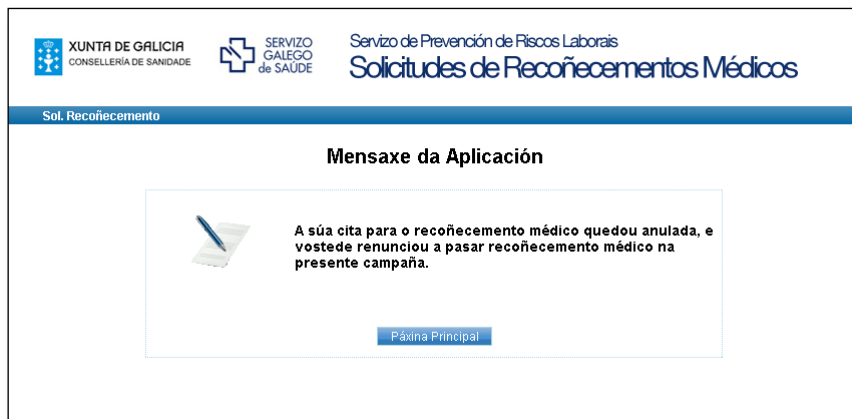 XUNTA DE GALICIA
CONSELLERÍA DE SANIDADE
SERVIZO
GALEGO
de SAÚDE
Servizo de Prevención de Riscos Laborais
Solicitudes de Recoñecementos Médicos
Sol. Recoñecemento
Mensaxe da Aplicación
A súa cita para o recoñecemento médico quedou anulada, e
vostede renunciou a pasar recoñecemento médico na
presente campaña.
Páxina Principal